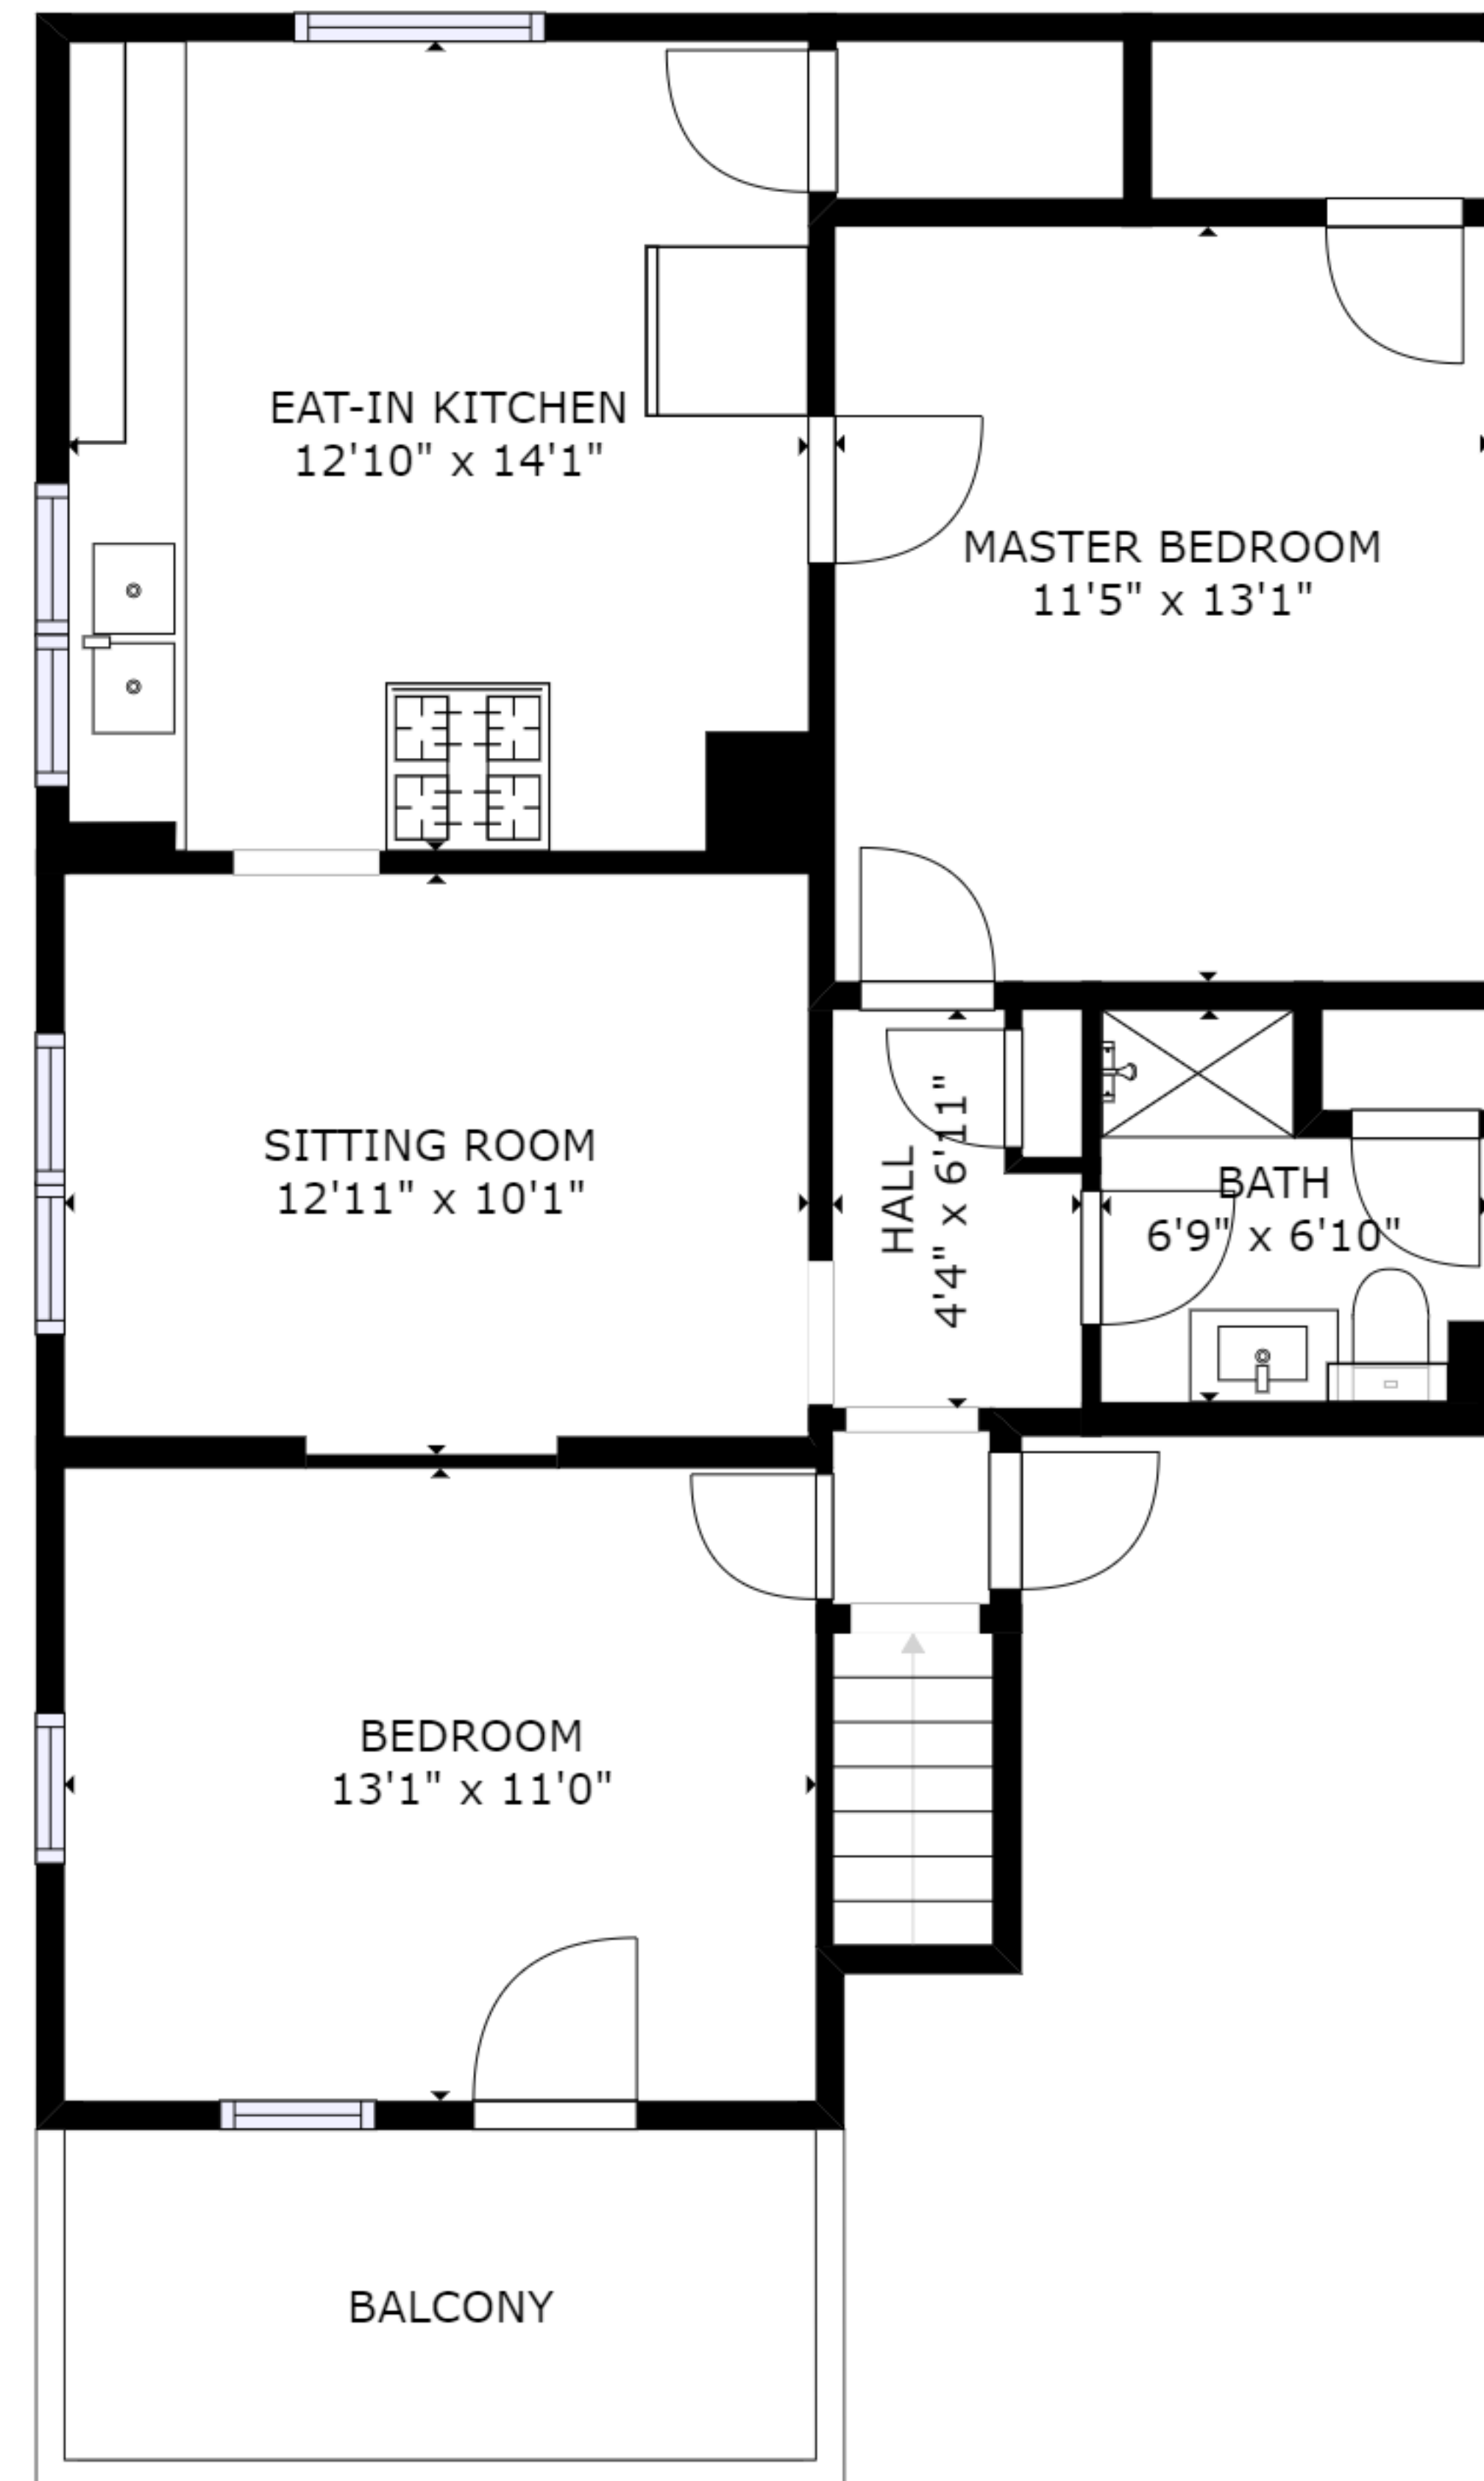 EAT-IN KITCHEN
12'10" x 14'1"
MASTER BEDROOM
11'5" x 13'1"
SITTING ROOM
12'11" x 10'1"
HALL
4'4" x 6'11"
BATH
6'9" x 6'10"
BEDROOM
13'1" x 11'0"
BALCONY